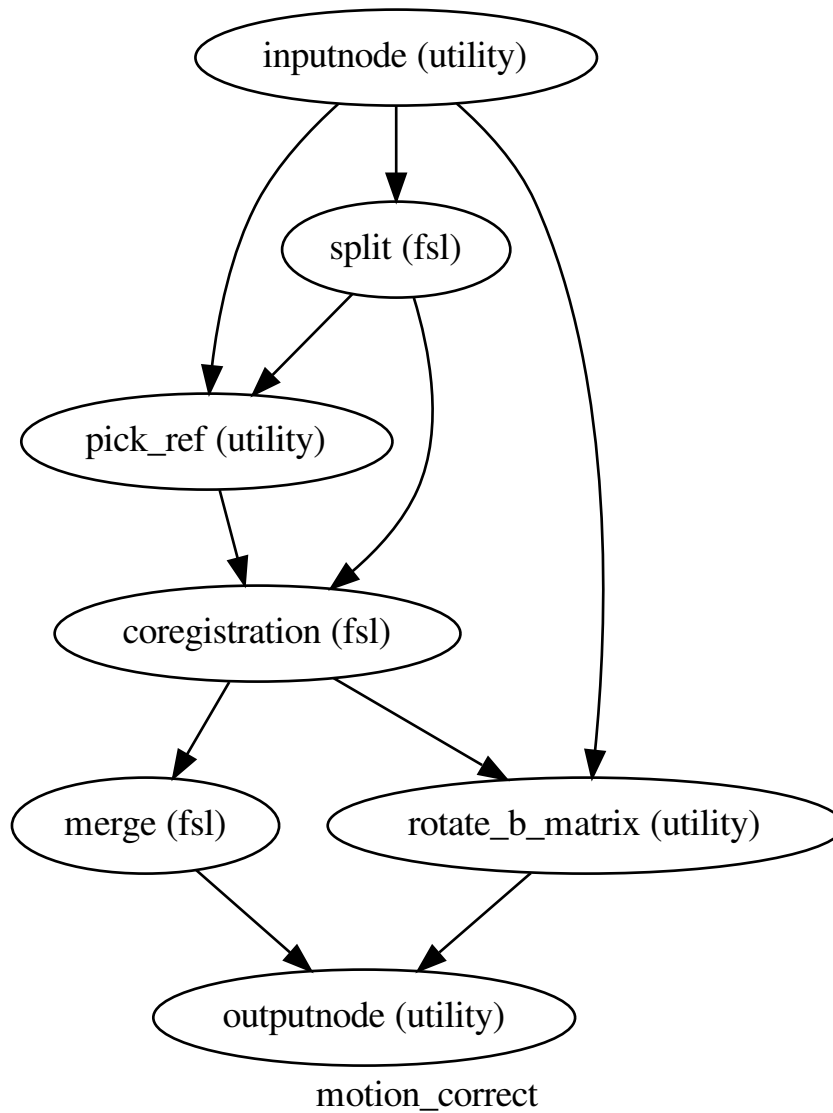 inputnode (utility)
split (fsl)
pick_ref (utility)
coregistration (fsl)
merge (fsl)
rotate_b_matrix (utility)
outputnode (utility)
motion_correct